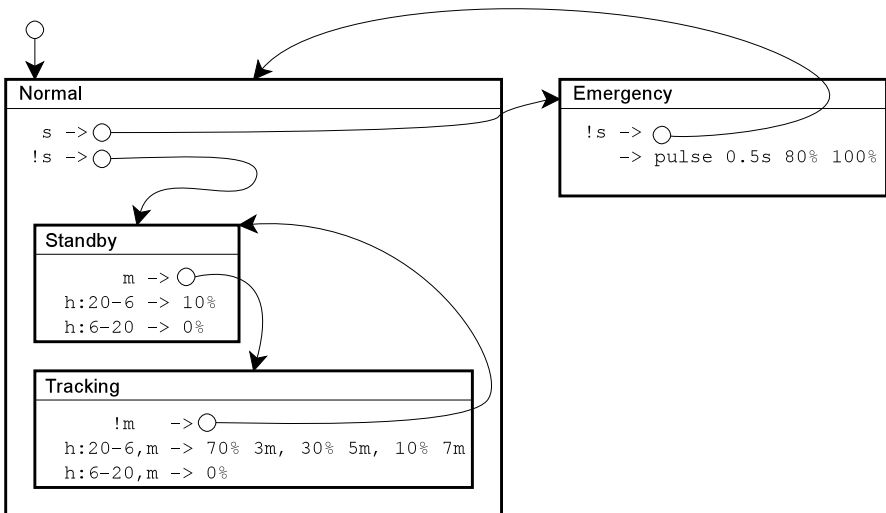 Normal
s ->
!s ->
Standby
m ->
h:20-6 -> 10%
h:6-20 -> 0%
Tracking
!m ->
h:20-6,m -> 70% 3m, 30% 5m, 10% 7m
h:6-20,m -> 0%
Emergency
!s ->
-> pulse 0.5s 80% 100%